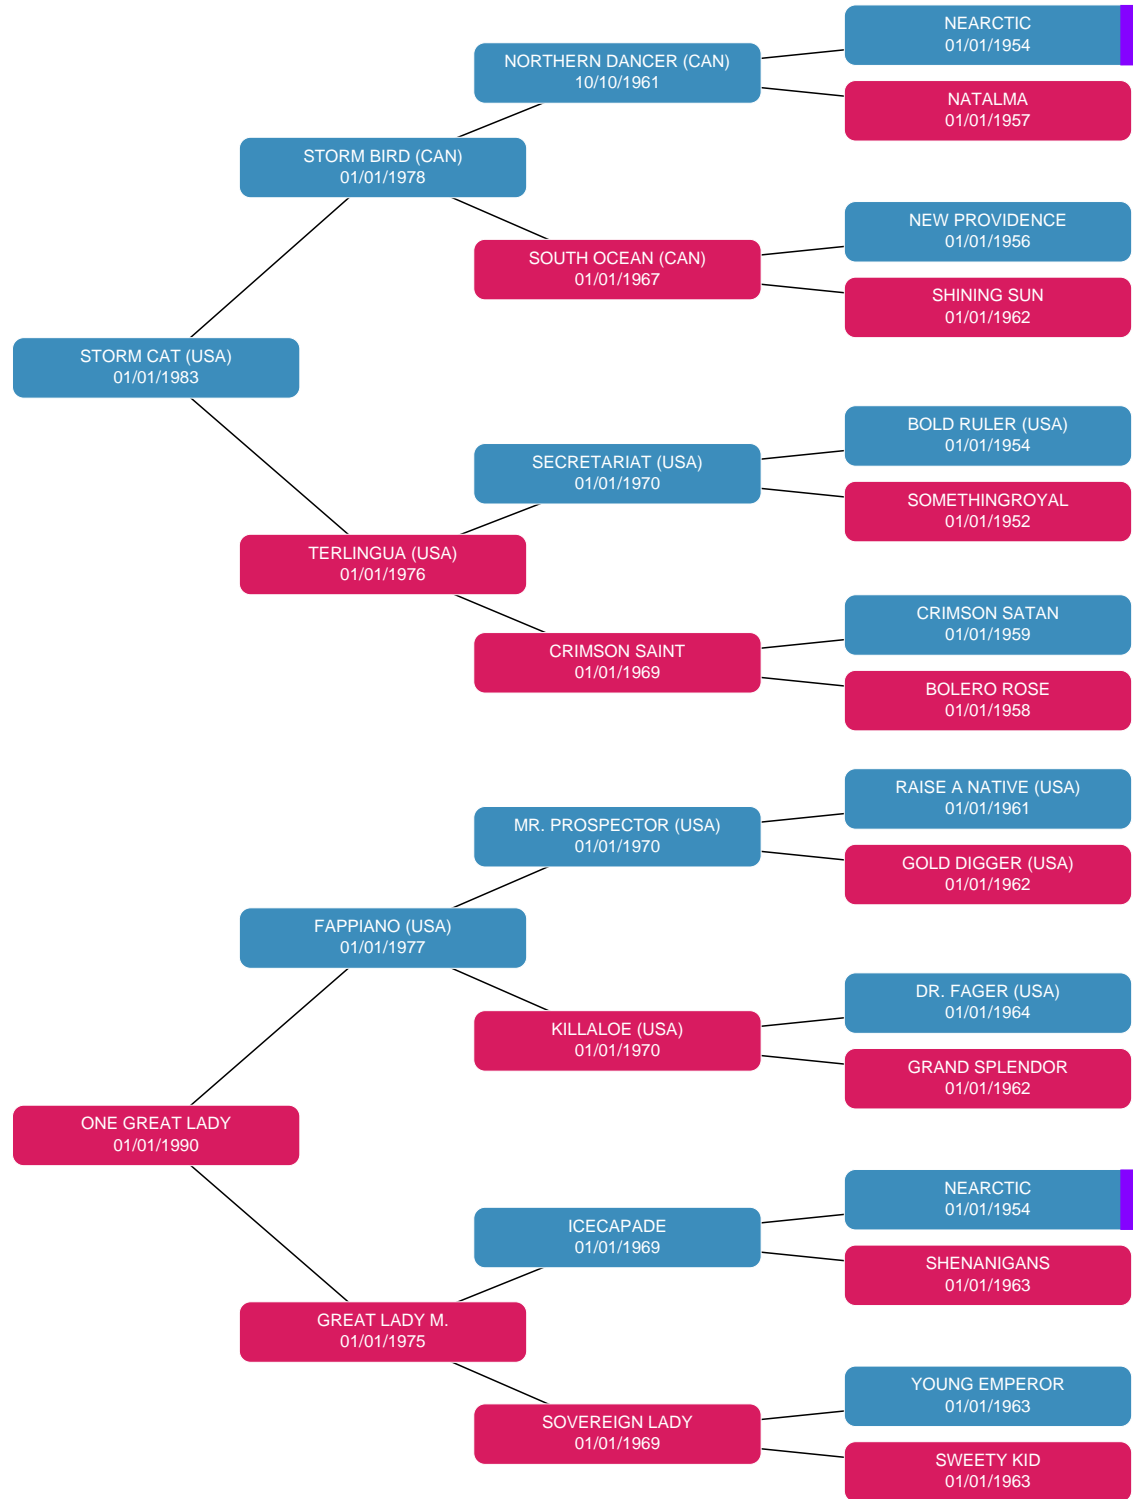 NEARCTIC
01/01/1954
NORTHERN DANCER (CAN)
10/10/1961
NATALMA
01/01/1957
STORM BIRD (CAN)
01/01/1978
NEW PROVIDENCE
01/01/1956
SOUTH OCEAN (CAN)
01/01/1967
SHINING SUN
01/01/1962
STORM CAT (USA)
01/01/1983
BOLD RULER (USA)
01/01/1954
SECRETARIAT (USA)
01/01/1970
SOMETHINGROYAL
01/01/1952
TERLINGUA (USA)
01/01/1976
CRIMSON SATAN
01/01/1959
CRIMSON SAINT
01/01/1969
BOLERO ROSE
01/01/1958
RAISE A NATIVE (USA)
01/01/1961
MR. PROSPECTOR (USA)
01/01/1970
GOLD DIGGER (USA)
01/01/1962
FAPPIANO (USA)
01/01/1977
DR. FAGER (USA)
01/01/1964
KILLALOE (USA)
01/01/1970
GRAND SPLENDOR
01/01/1962
ONE GREAT LADY
01/01/1990
NEARCTIC
01/01/1954
ICECAPADE
01/01/1969
SHENANIGANS
01/01/1963
GREAT LADY M.
01/01/1975
YOUNG EMPEROR
01/01/1963
SOVEREIGN LADY
01/01/1969
SWEETY KID
01/01/1963